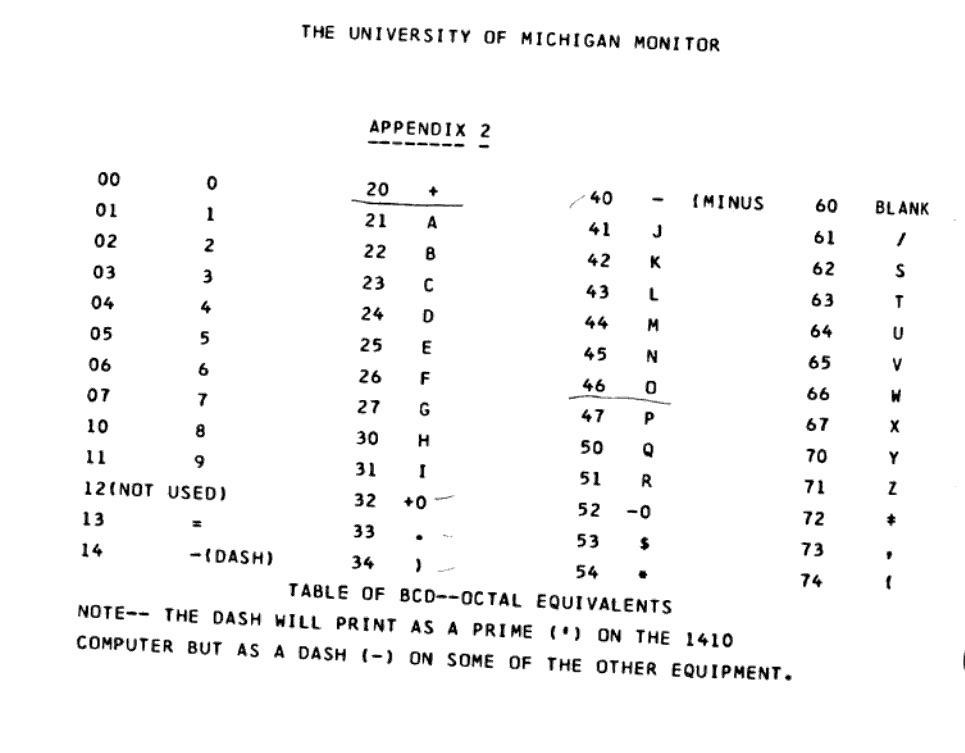 THE UNIVERSITY OF MICHIGAN MONITOR
APPENDIX 2
00 0 20 + 40 - (MINUS 60 BLANK
01 1 21 A 41 J 61 /
02 2 22 B 42 K 62 S
03 3 23 C 43 L 63 T
04 4 24 D 44 M 64 U
05 5 25 E 45 N 65 V
06 6 26 F 46 O 66 W
07 7 27 G 47 P 67 X
10 8 30 H 50 Q 70 Y
11 9 31 I 51 R 71 Z
12(NOT USED) 32 +0 52 -0 72 ‡
13 = 33 . 53 $ 73 ,
14 -(DASH) 34 ) 54 * 74 (
TABLE OF BCD--OCTAL EQUIVALENTS
NOTE-- THE DASH WILL PRINT AS A PRIME (') ON THE 1410
COMPUTER BUT AS A DASH (-) ON SOME OF THE OTHER EQUIPMENT.